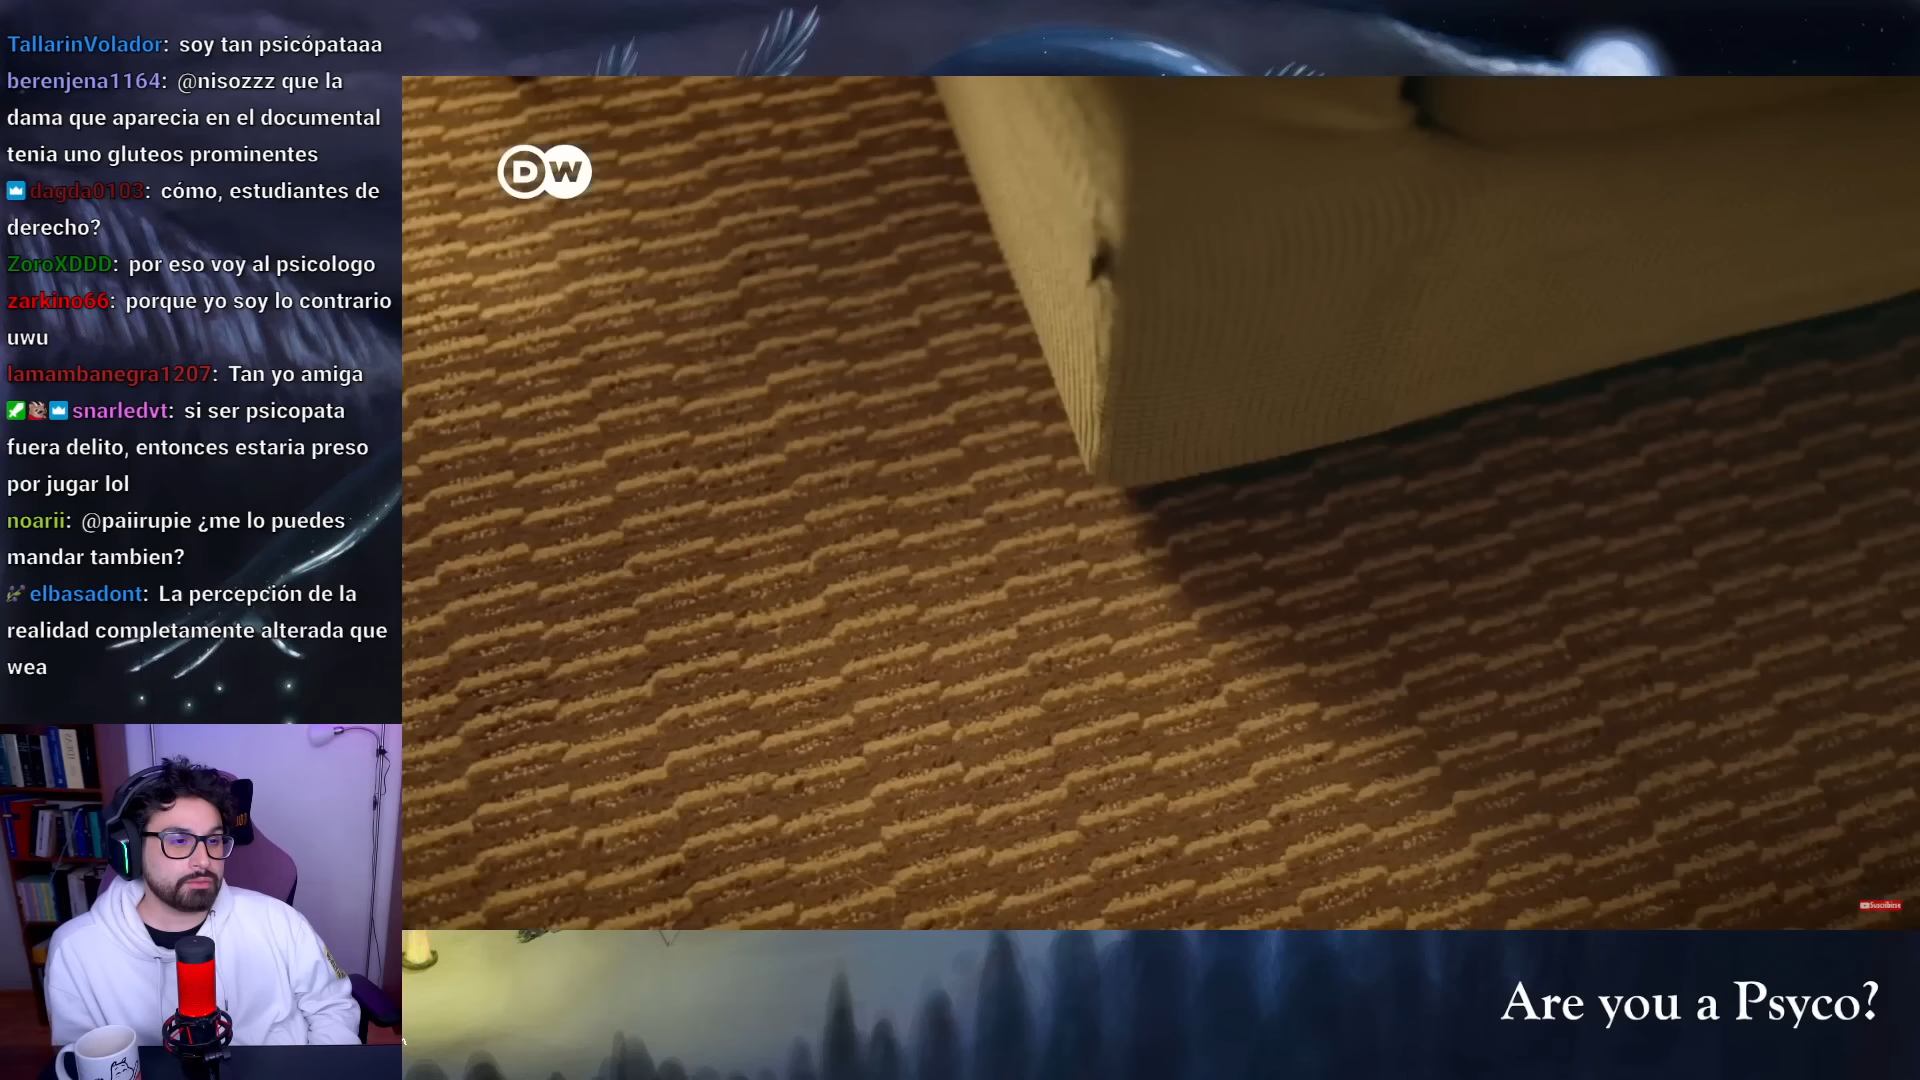 TallarinVolador: soy tan psicópataaa
berenjena1164: @nisozzz que la
dama que aparecia en el documental
tenia uno gluteos prominentes
dagda0103: cómo, estudiantes de
derecho?
ZoroXDDD: por eso voy al psicologo
zarkino66: porque yo soy lo contrario
uwu
lamambanegra1207: Tan yo amiga
snarledvt: si ser psicopata
fuera delito, entonces estaria preso
por jugar lol
noarii: @paiirupie ¿me lo puedes
mandar tambien?
elbasadont: La percepción de la
realidad completamente alterada que
wea
DW
Suscribirse
Are you a Psyco?